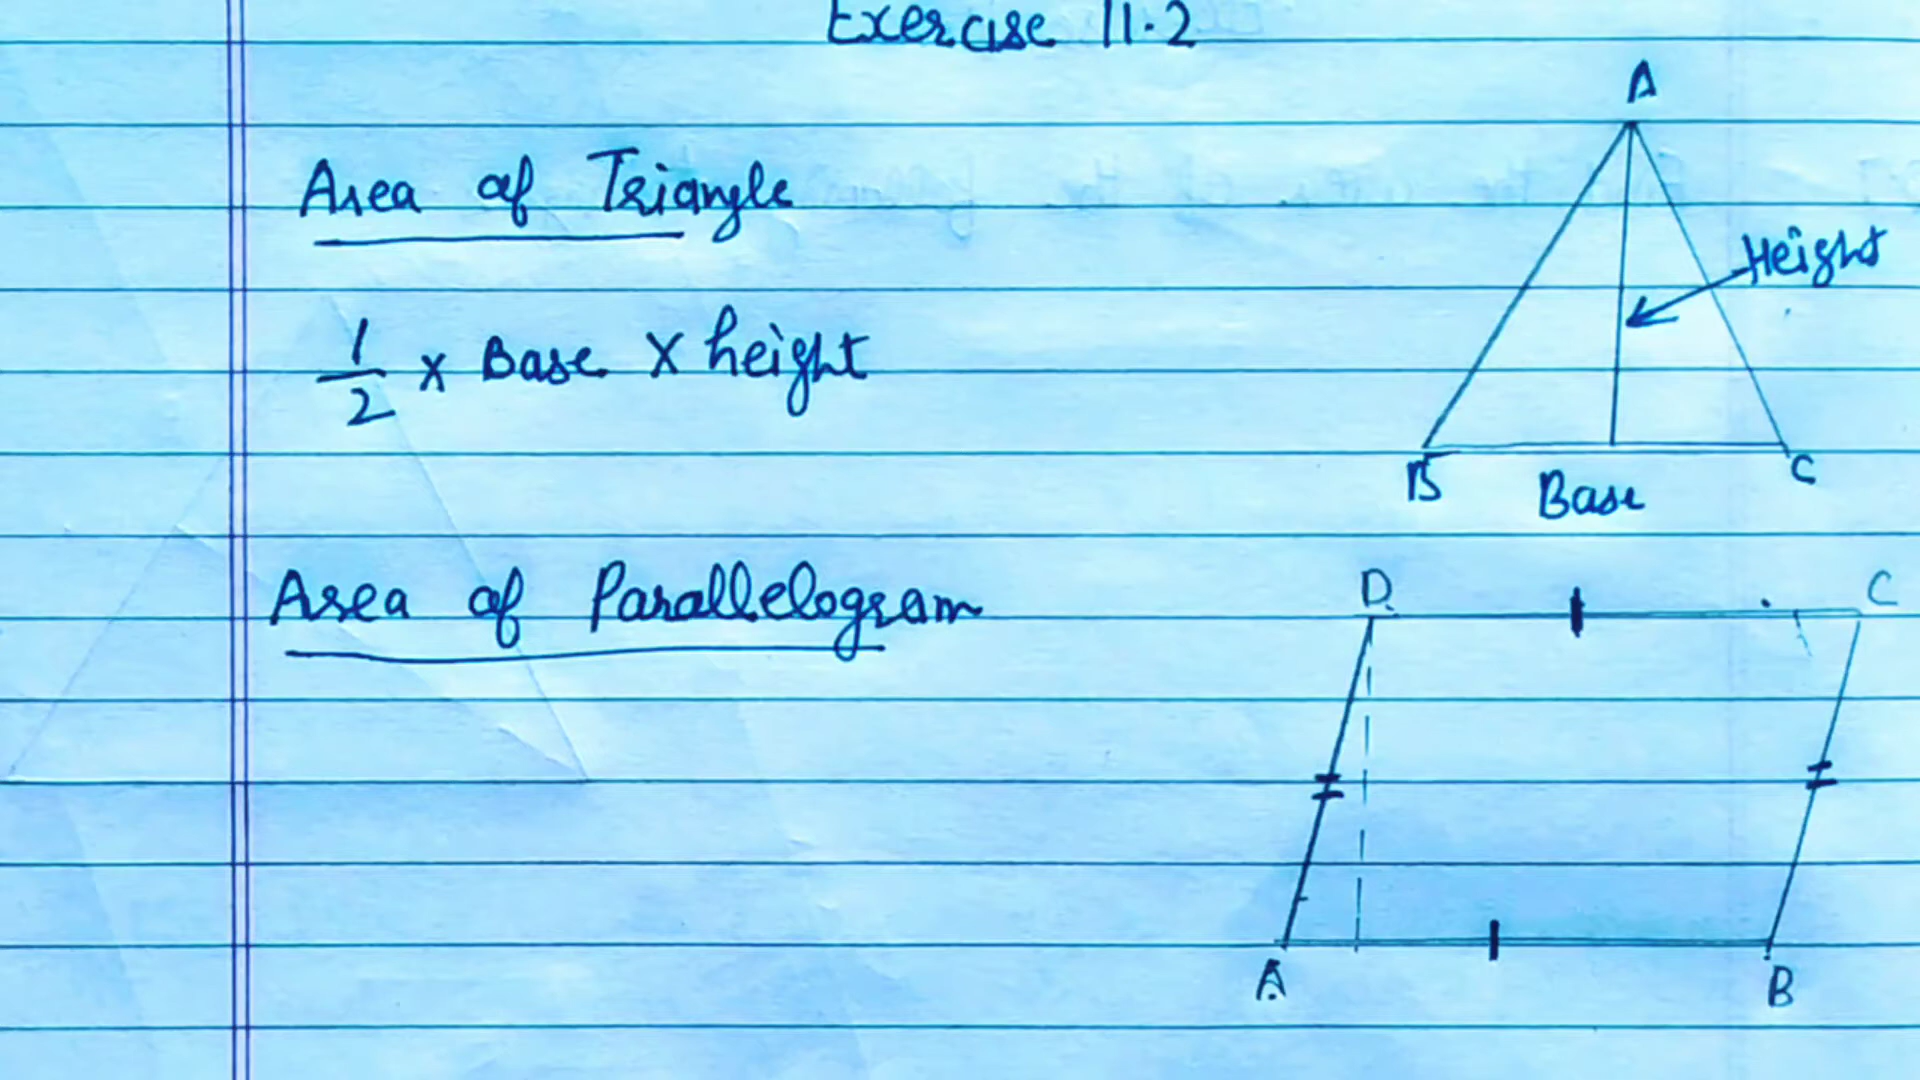 Exercise 11.2
A
Area of Triangle
Height
1/2 x Base x height
B Base C
Area of Parallelogram
D C
A B